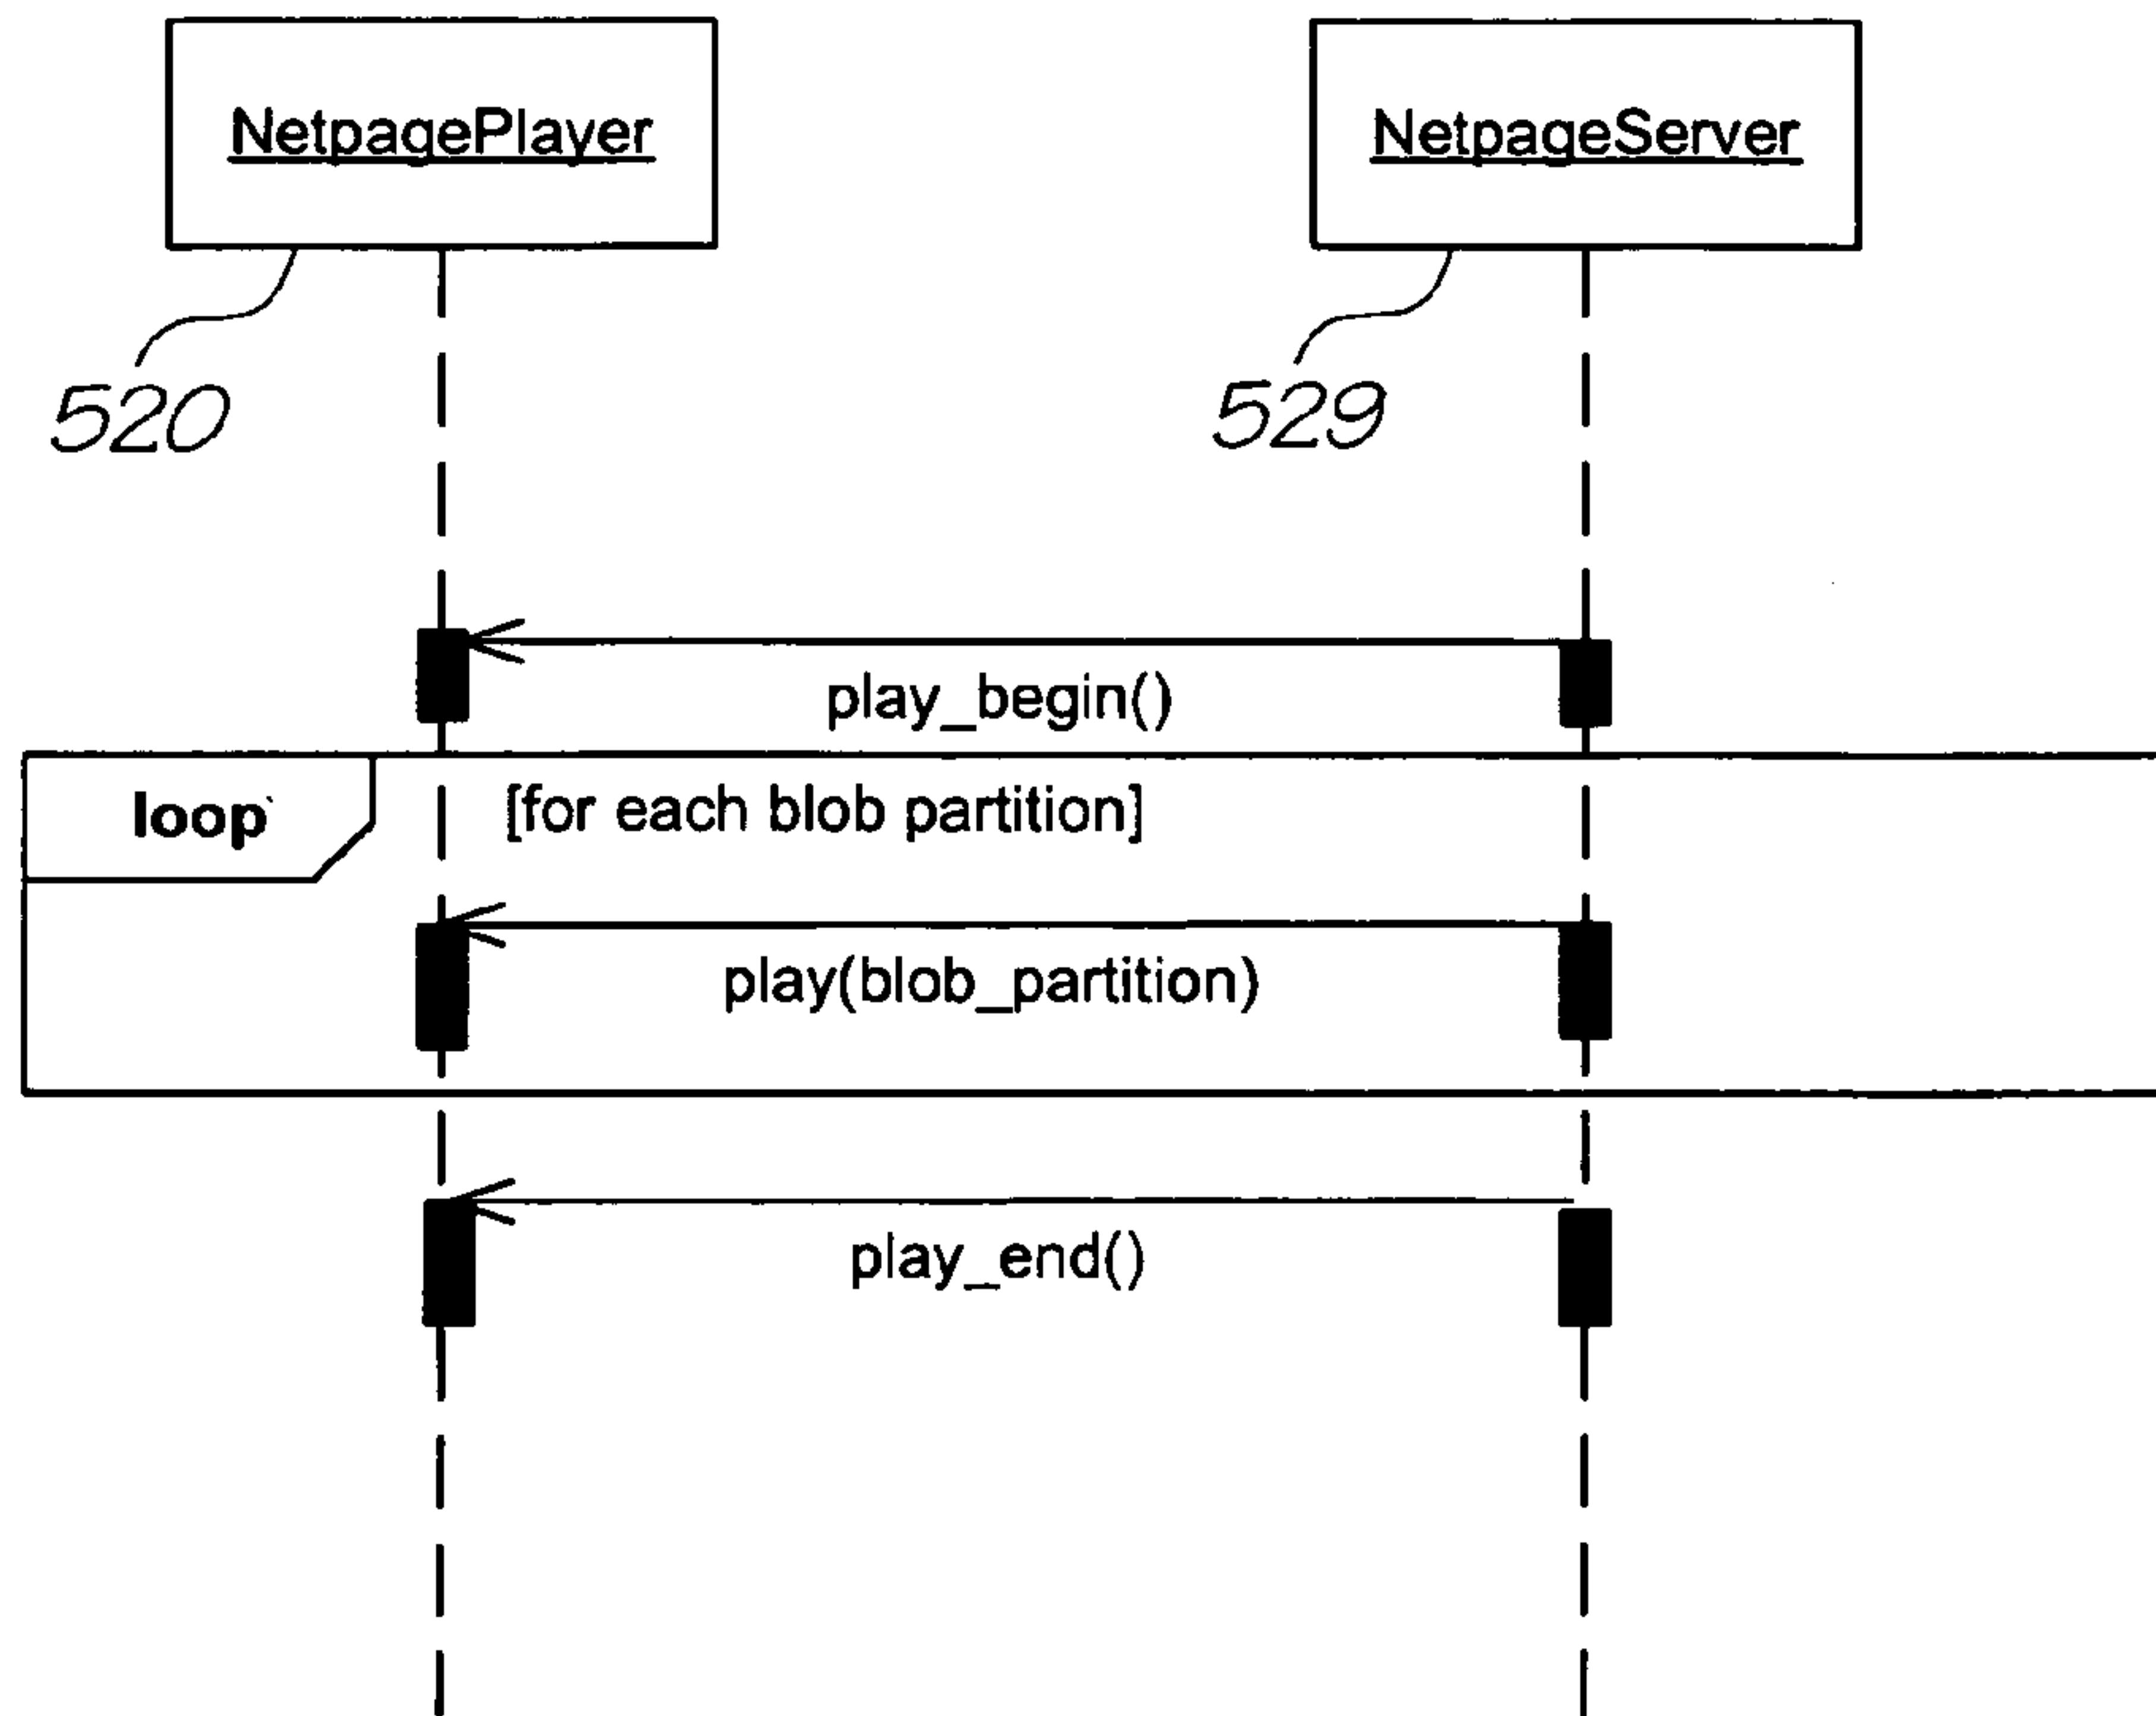 NetpagePlayer
NetpageServer
520
529
play_begin()
loop
[for each blob partition]
play(blob_partition)
play_end()